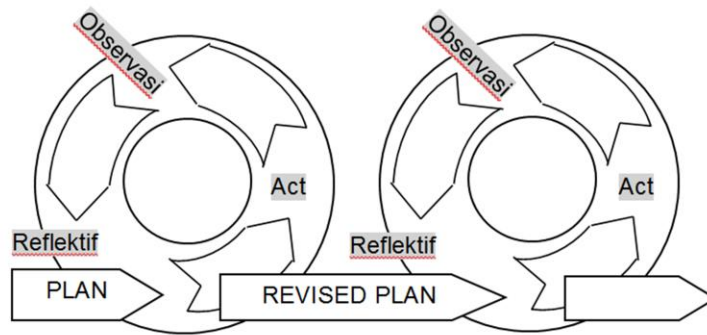 Observasi
Act
Reflektif
PLAN
Observasi
Act
Reflektif
REVISED PLAN